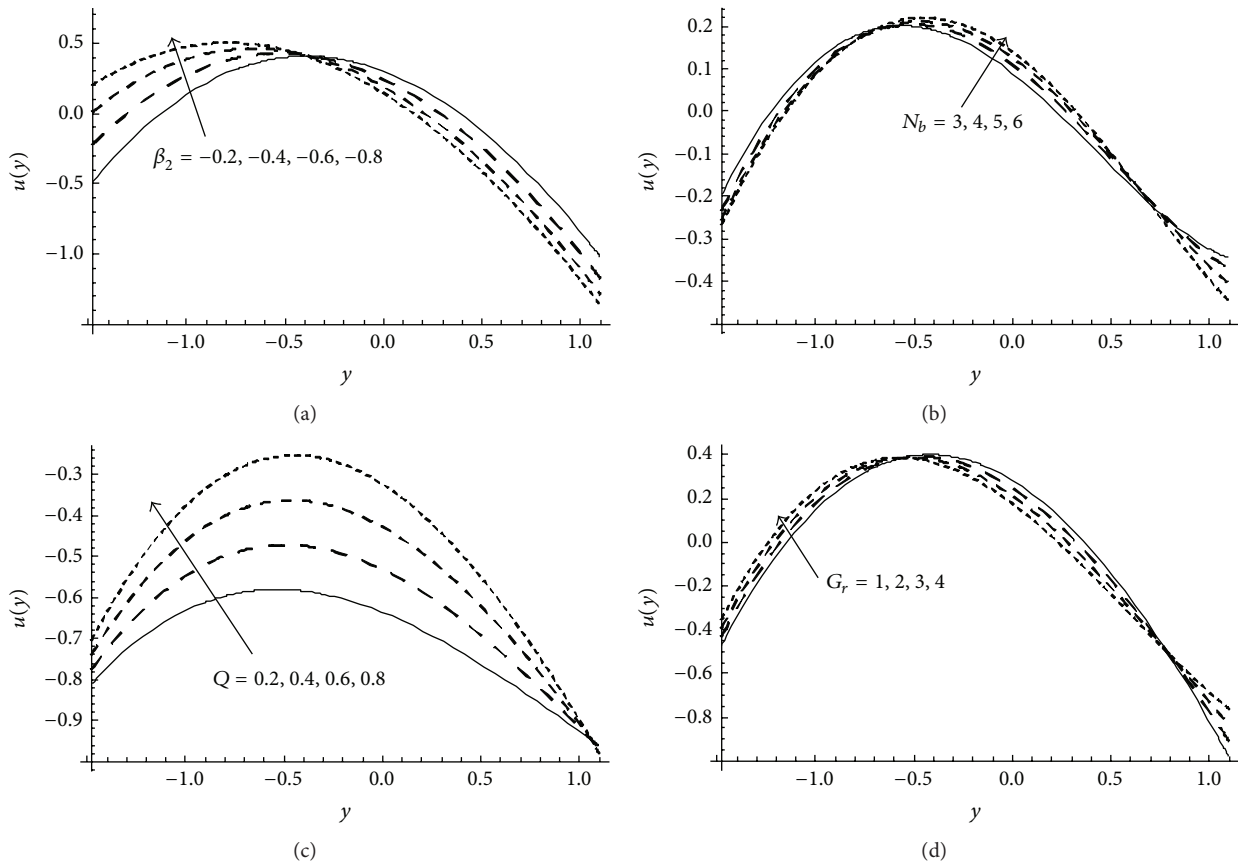 0.5
0.0
−0.5
−1.0
u(y)
β₂ = −0.2, −0.4, −0.6, −0.8
−1.0 −0.5 0.0 0.5 1.0
y
(a)
0.2
0.1
0.0
−0.1
−0.2
−0.3
−0.4
u(y)
N_b = 3, 4, 5, 6
−1.0 −0.5 0.0 0.5 1.0
y
(b)
−0.3
−0.4
−0.5
−0.6
−0.7
−0.8
−0.9
u(y)
Q = 0.2, 0.4, 0.6, 0.8
−1.0 −0.5 0.0 0.5 1.0
y
(c)
0.4
0.2
0.0
−0.2
−0.4
−0.6
−0.8
u(y)
G_r = 1, 2, 3, 4
−1.0 −0.5 0.0 0.5 1.0
y
(d)